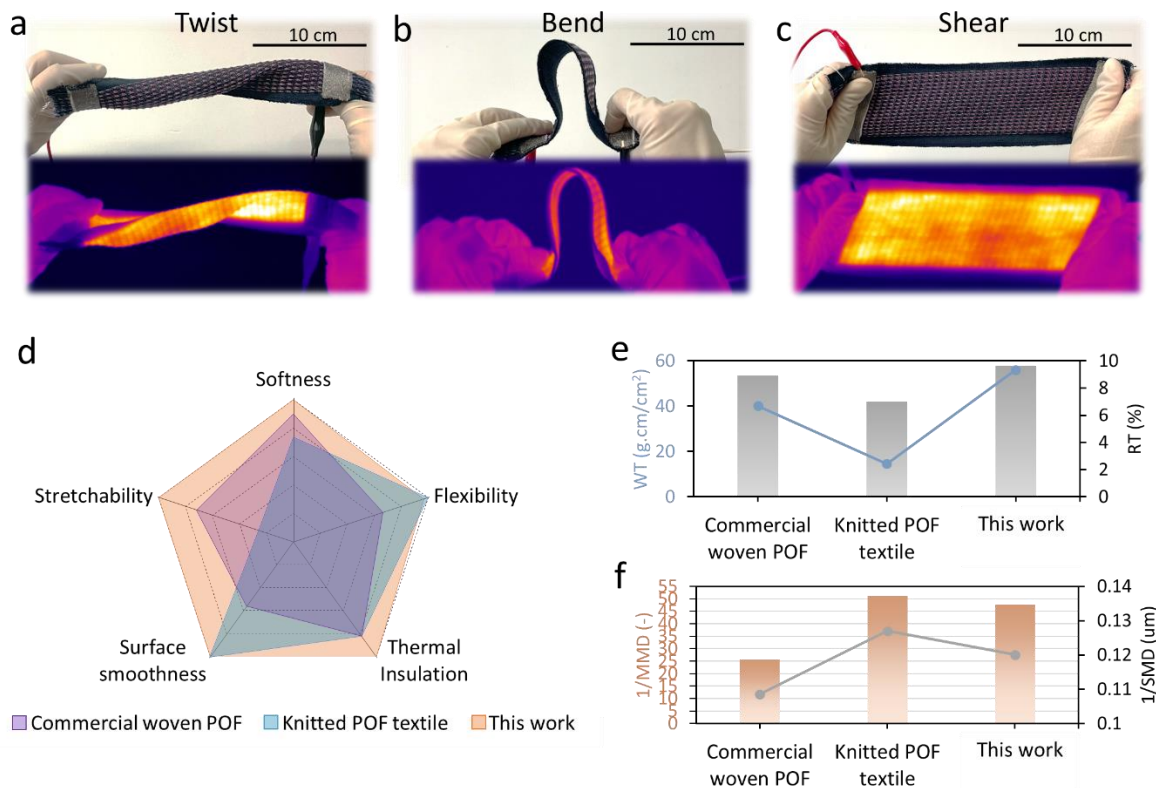 a
Twist
10 cm
b
Bend
10 cm
c
Shear
10 cm
d
Softness
Stretchability
Flexibility
Surface
smoothness
Thermal
Insulation
Commercial woven POF
Knitted POF textile
This work
e
WT (g.cm/cm²)
60
40
20
0
RT (%)
10
8
6
4
2
0
Commercial
woven POF
Knitted POF
textile
This work
f
1/MMD (-)
55
50
45
40
35
30
25
20
15
10
5
0
1/SMD (um)
0.14
0.13
0.12
0.11
0.1
Commercial
woven POF
Knitted POF
textile
This work